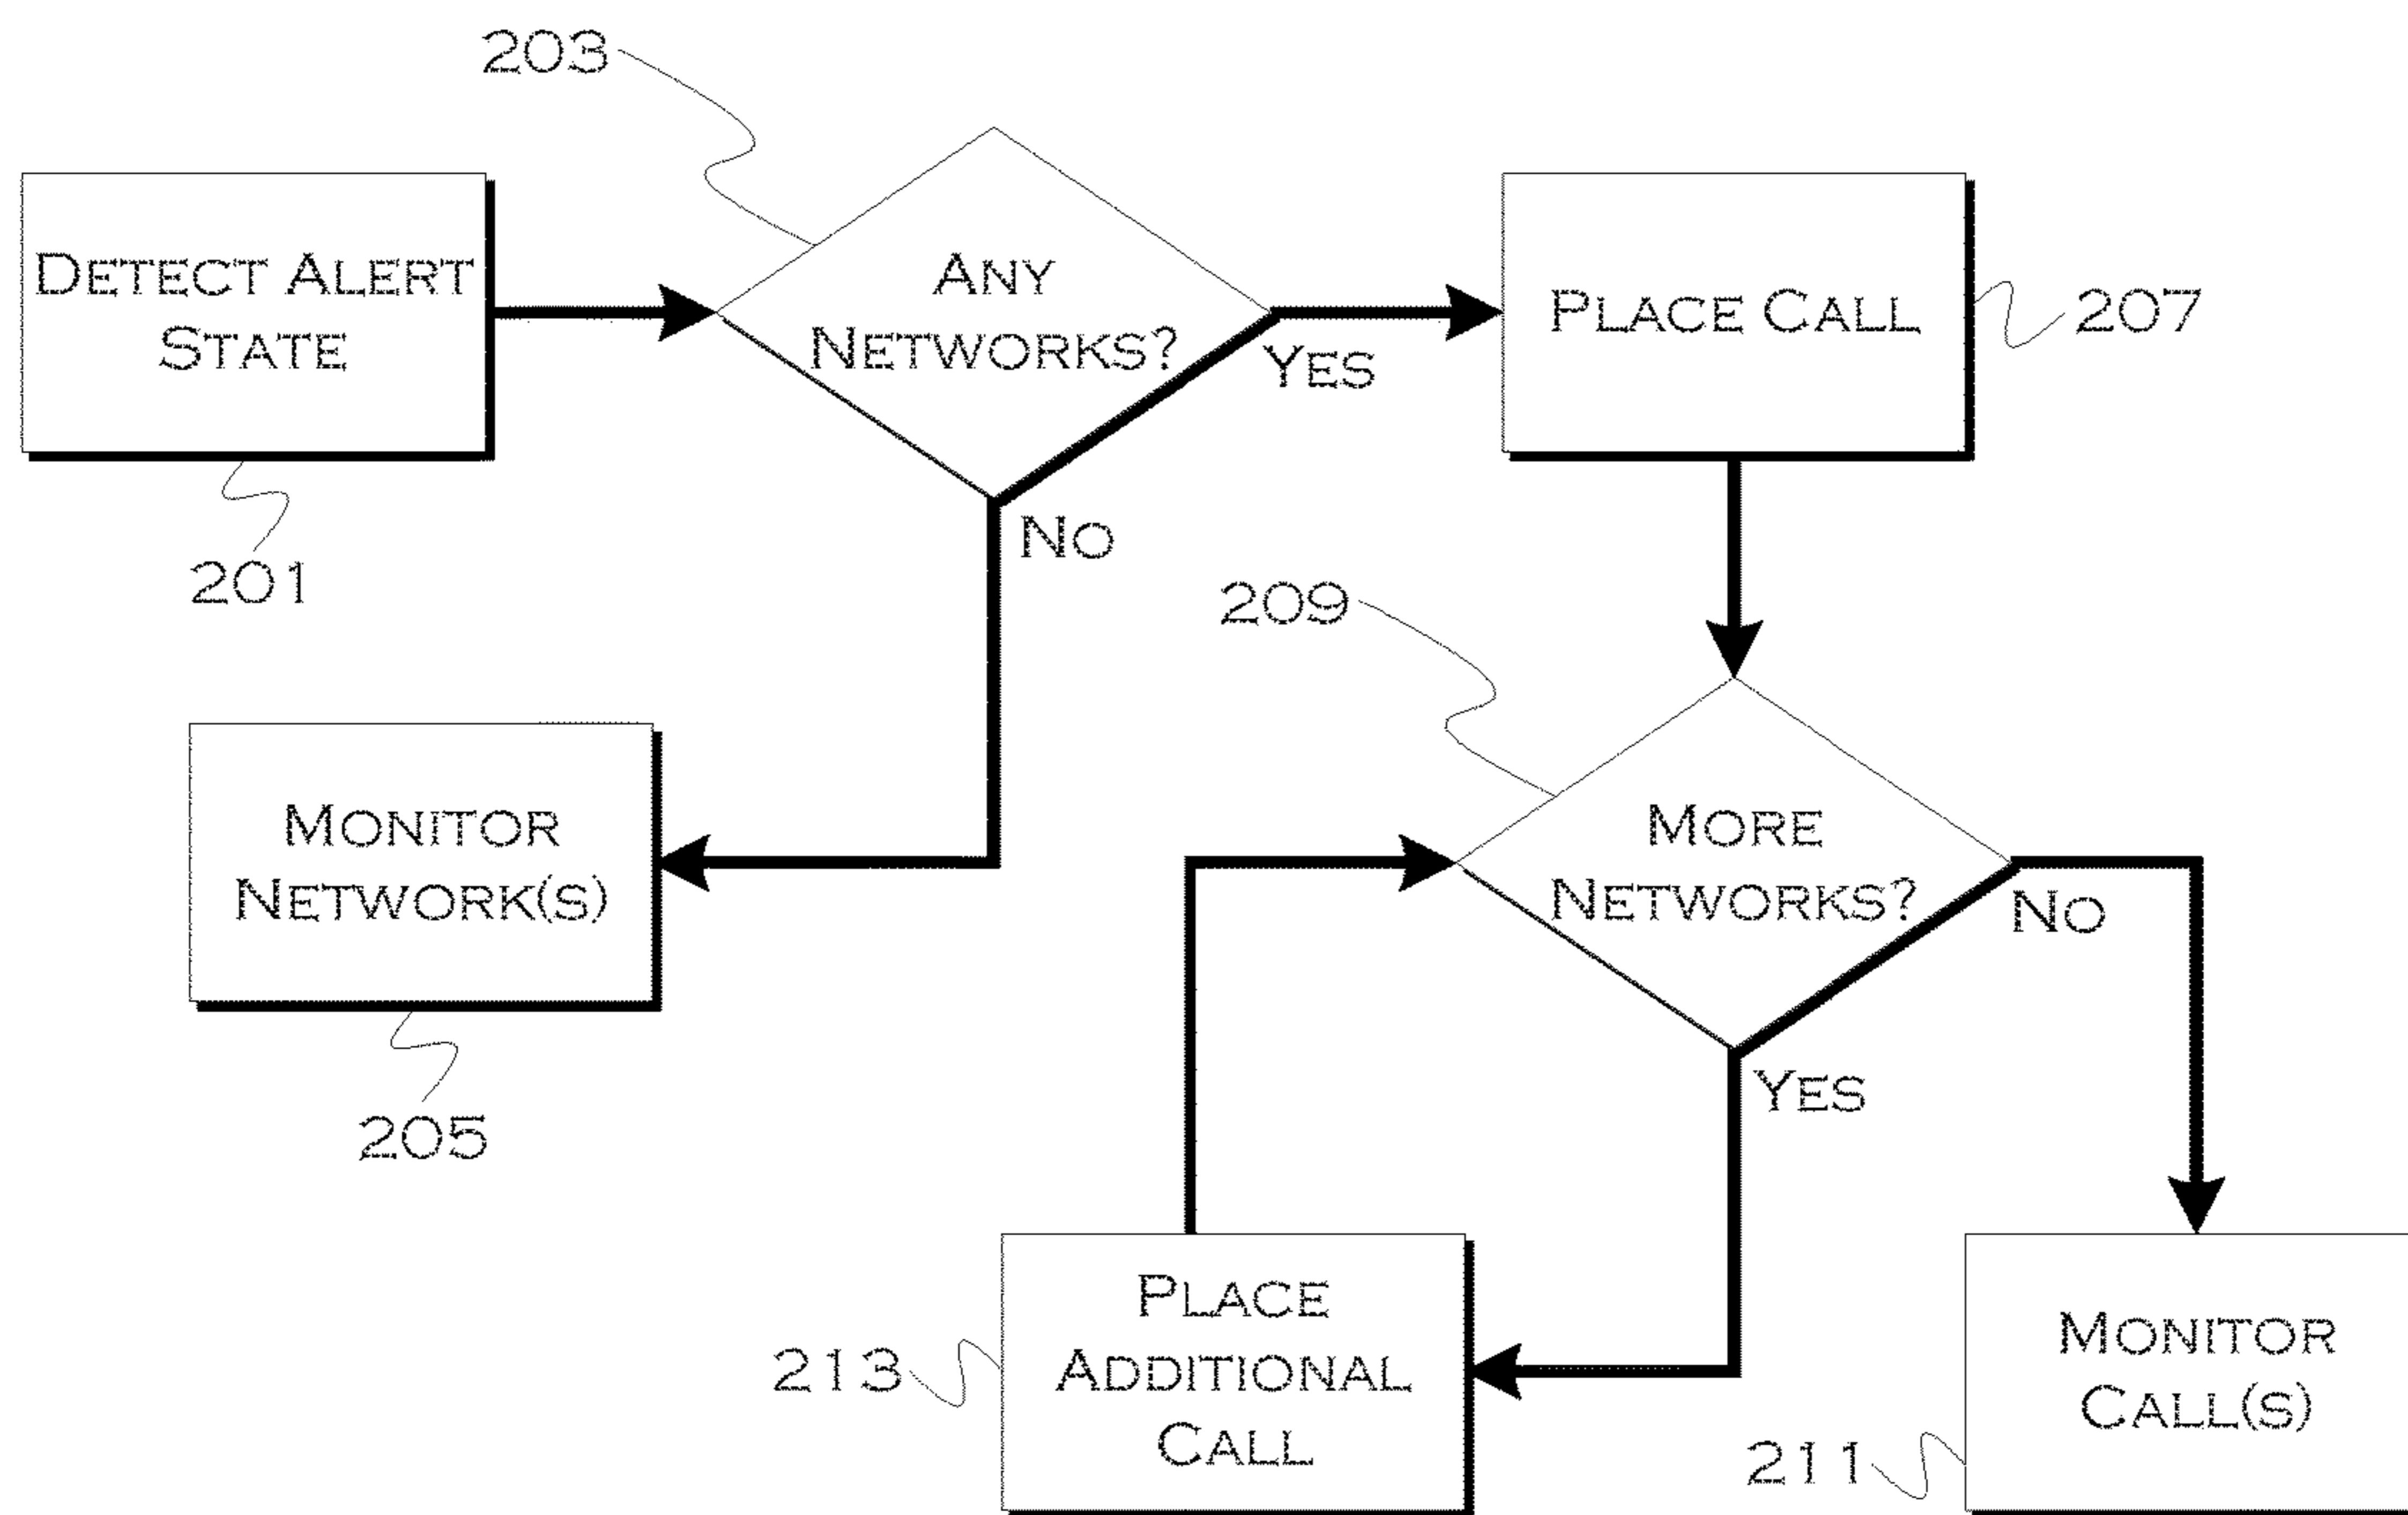 203
Detect Alert
State
Any
Networks?
Yes
Place Call
207
No
201
209
Monitor
Network(s)
More
Networks?
No
205
Yes
Place
Additional
Call
213
Monitor
Call(s)
211